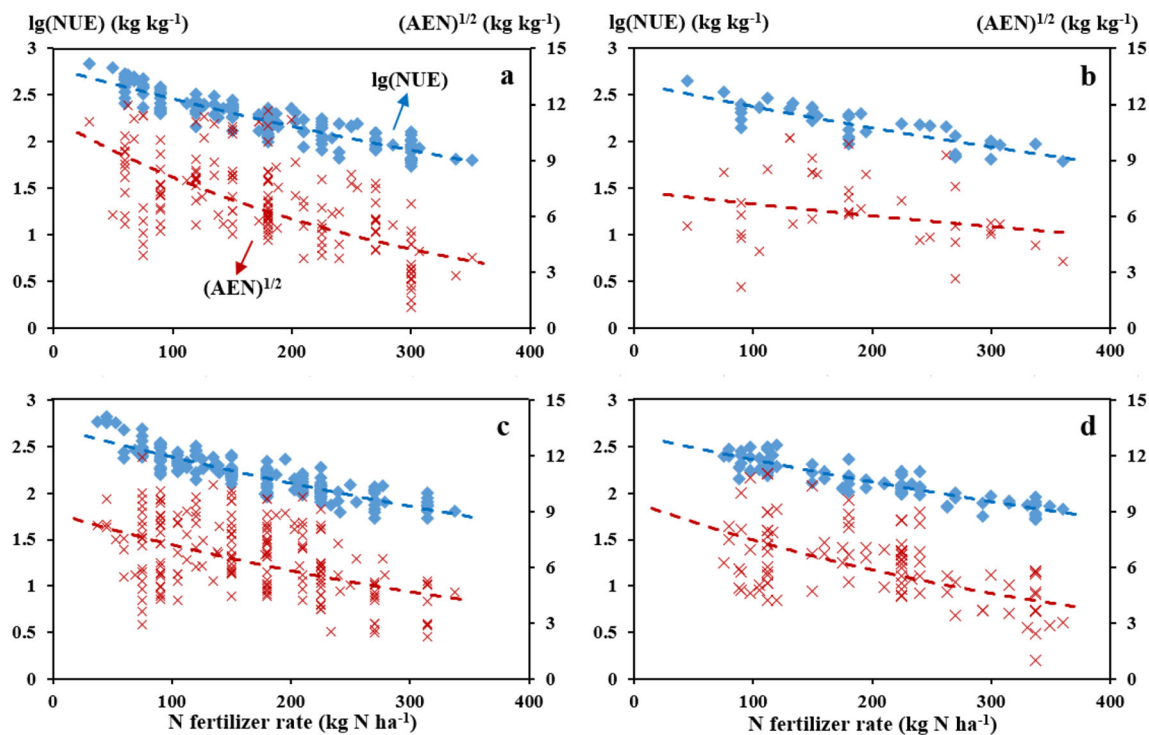 lg(NUE) (kg kg-1) (AEN)1/2 (kg kg-1) lg(NUE) (kg kg-1) (AEN)1/2 (kg kg-1)
3 15 3 15
a b
lg(NUE)
2.5 12 2.5 12
2 9 2 9
1.5 1.5
1 6 1 6
(AEN)1/2
0.5 3 0.5 3
0 0 0 0
0 100 200 300 400 0 100 200 300 400
3 15 3 15
c d
2.5 12 2.5 12
2 9 2 9
1.5 1.5
1 6 1 6
0.5 3 0.5 3
0 0 0 0
0 100 210 300 400 0 100 200 300 400
N fertilizer rate (kg N ha-1) N fertilizer rate (kg N ha-1)